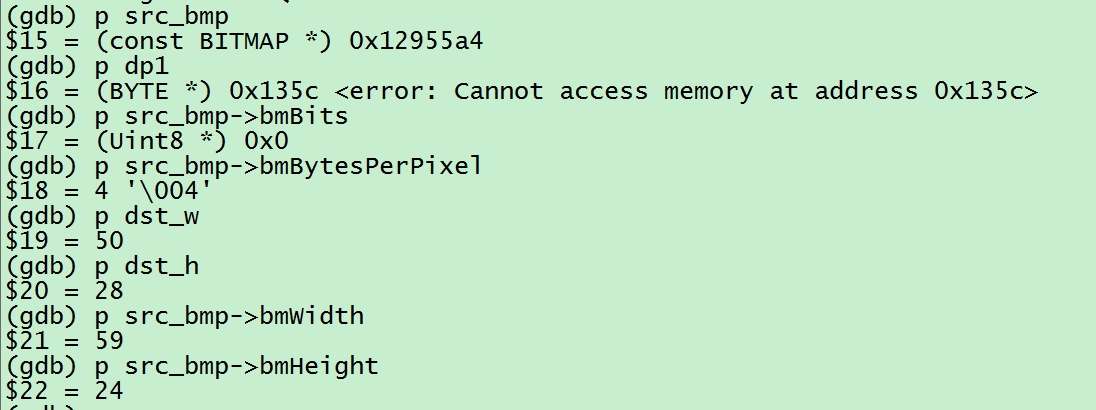 (gdb) p src_bmp
$15 = (const BITMAP *) 0x12955a4
(gdb) p dp1
$16 = (BYTE *) 0x135c <error: Cannot access memory at address 0x135c>
(gdb) p src_bmp->bmBits
$17 = (Uint8 *) 0x0
(gdb) p src_bmp->bmBytesPerPixel
$18 = 4 '\004'
(gdb) p dst_w
$19 = 50
(gdb) p dst_h
$20 = 28
(gdb) p src_bmp->bmWidth
$21 = 59
(gdb) p src_bmp->bmHeight
$22 = 24